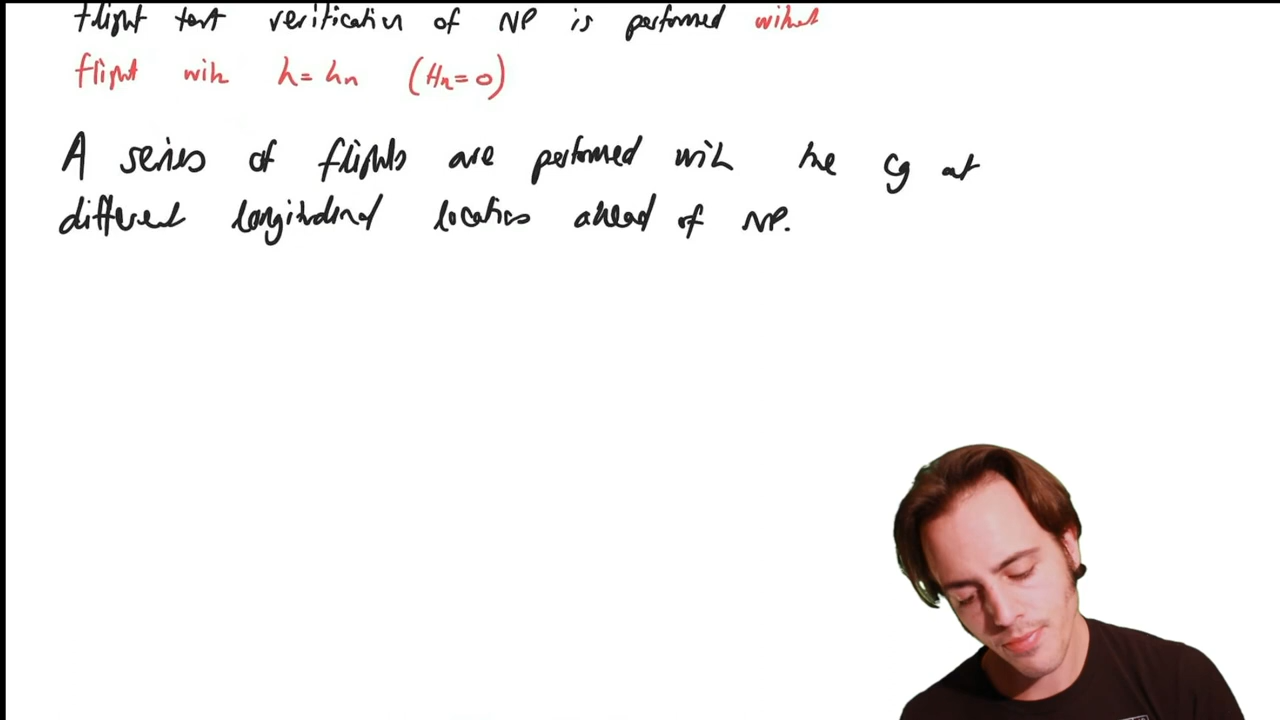 Flight test verification of NP is performed without
flight with h = hn (Hn = 0)
A series of flights are performed with the cg at
different longitudinal locations ahead of NP.